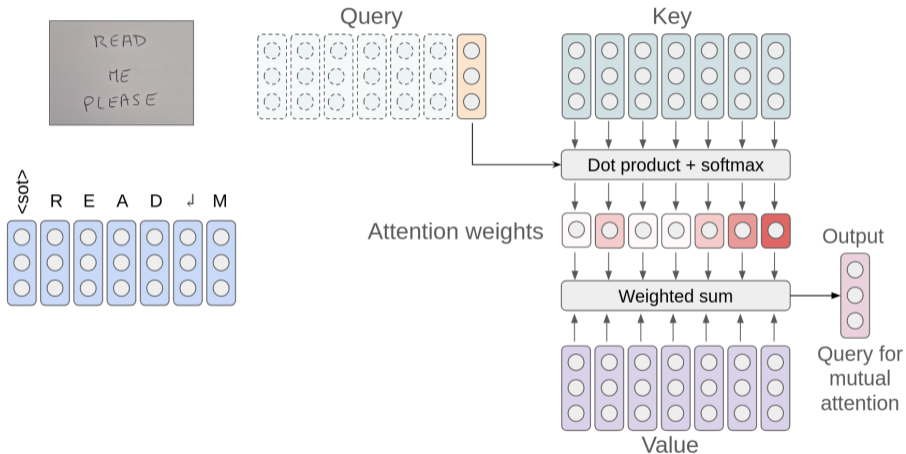 Query
Key
READ
ME
PLEASE
Dot product + softmax
<sot> R E A D ↲ M
Attention weights
Output
Weighted sum
Query for
mutual
attention
Value